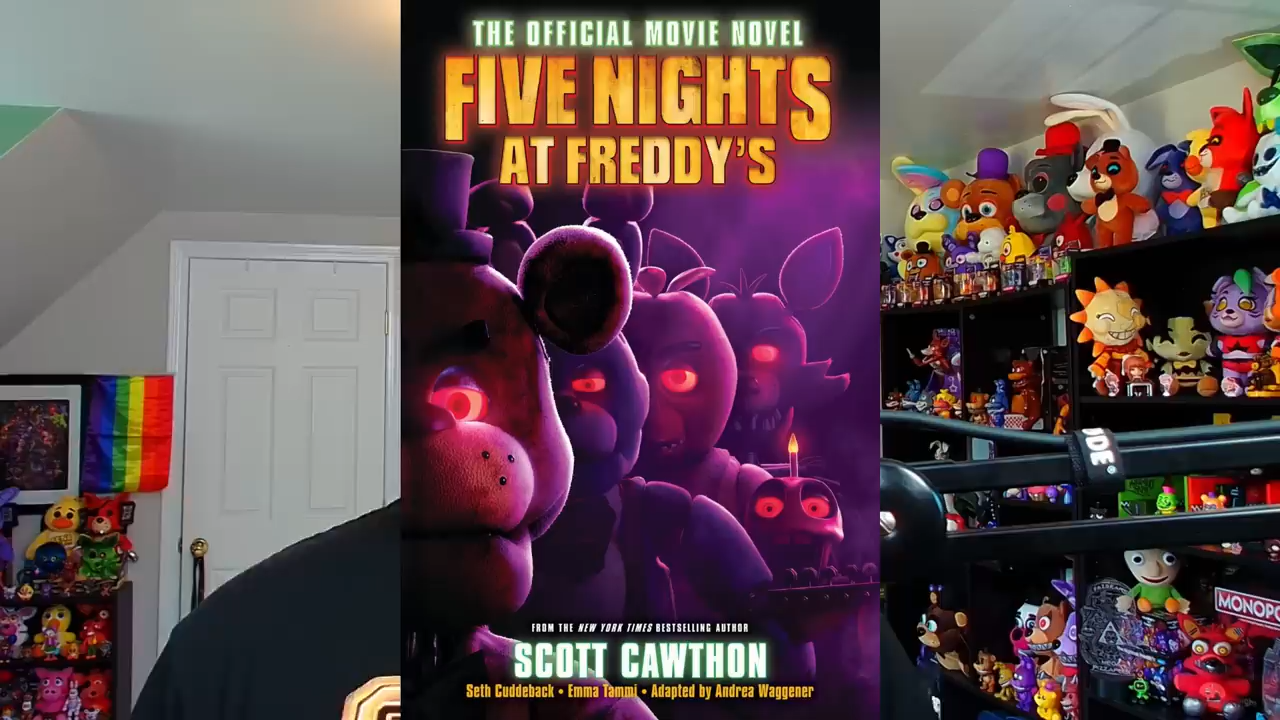 THE OFFICIAL MOVIE NOVEL
FIVE NIGHTS
AT FREDDY'S
FROM THE NEW YORK TIMES BESTSELLING AUTHOR
SCOTT CAWTHON
Seth Cuddeback • Emma Tammi • Adapted by Andrea Waggener
MONOPO